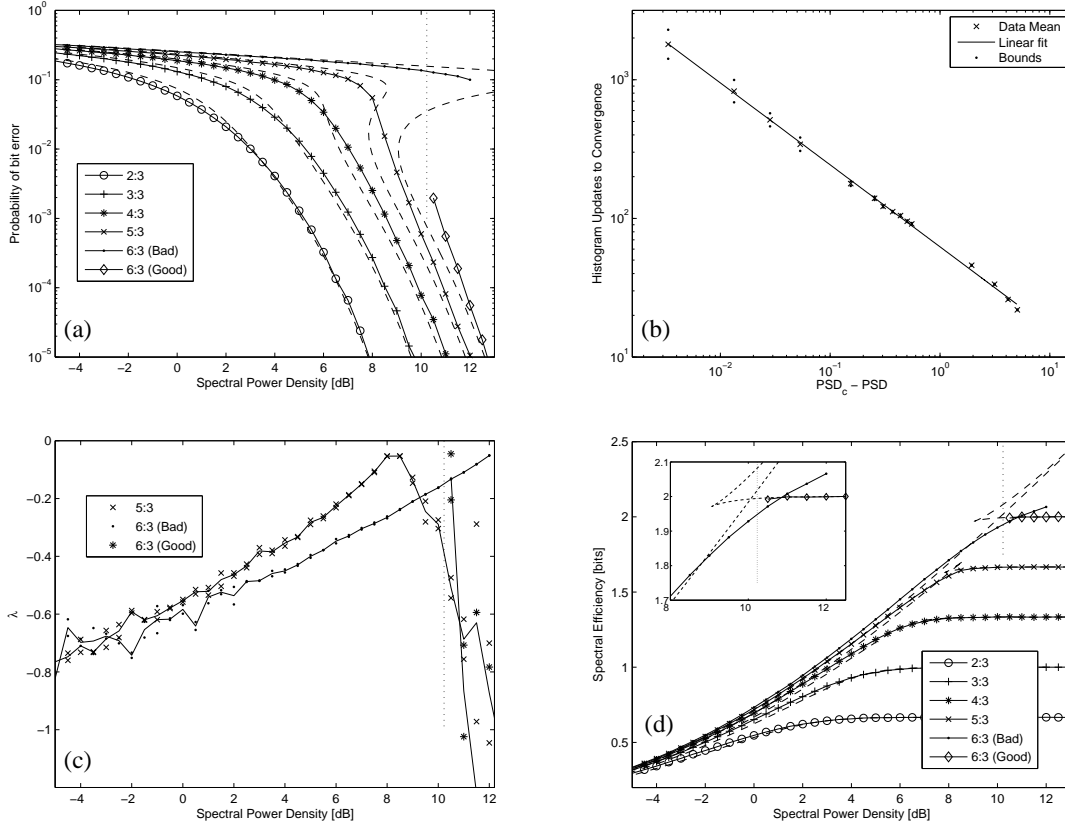 10^0
10^-1
10^-2
10^-3
10^-4
10^-5
Probability of bit error
2:3
3:3
4:3
5:3
6:3 (Bad)
6:3 (Good)
(a)
−4 −2 0 2 4 6 8 10 12
Spectral Power Density [dB]
Data Mean
Linear fit
Bounds
10^3
10^2
10^1
Histogram Updates to Convergence
(b)
10^-2 10^-1 10^0 10^1
PSD_c − PSD
0
−0.2
−0.4
−0.6
−0.8
−1
λ
5:3
6:3 (Bad)
6:3 (Good)
(c)
−4 −2 0 2 4 6 8 10 12
Spectral Power Density [dB]
2.5
2
1.5
1
0.5
Spectral Efficiency [bits]
2.1
2
1.9
1.8
1.7
8 10 12
2:3
3:3
4:3
5:3
6:3 (Bad)
6:3 (Good)
(d)
−4 −2 0 2 4 6 8 10 12
Spectral Power Density [dB]